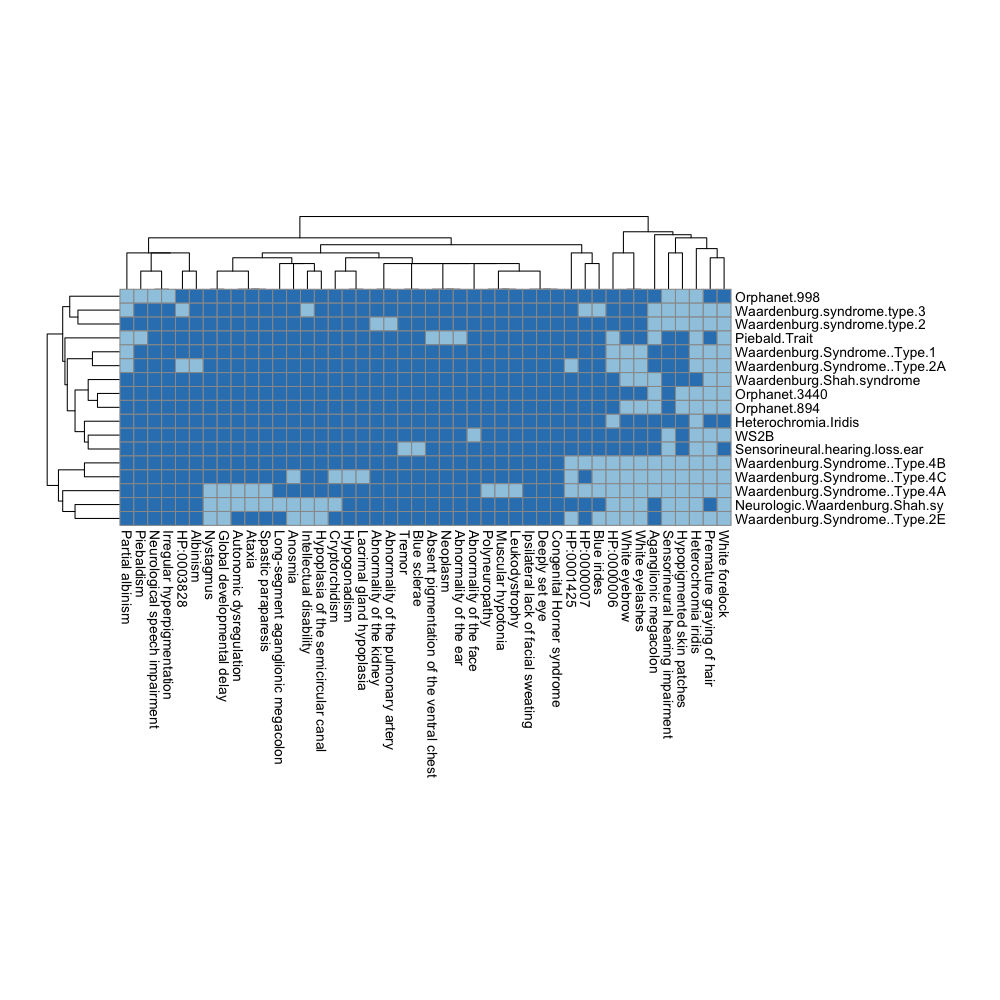 Orphanet.998
Waardenburg.syndrome.type.3
Waardenburg.syndrome.type.2
Piebald.Trait
Waardenburg.Syndrome..Type.1
Waardenburg.Syndrome..Type.2A
Waardenburg.Shah.syndrome
Orphanet.3440
Orphanet.894
Heterochromia.Iridis
WS2B
Sensorineural.hearing.loss.ear
Waardenburg.Syndrome..Type.4B
Waardenburg.Syndrome..Type.4C
Waardenburg.Syndrome..Type.4A
Neurologic.Waardenburg.Shah.sy
Waardenburg.Syndrome..Type.2E
Partial albinism
Piebaldism
Neurological speech impairment
Irregular hyperpigmentation
HP:0003828
Albinism
Nystagmus
Global developmental delay
Autonomic dysregulation
Ataxia
Spastic paraparesis
Long-segment aganglionic megacolon
Anosmia
Intellectual disability
Hypoplasia of the semicircular canal
Cryptorchidism
Hypogonadism
Lacrimal gland hypoplasia
Abnormality of the kidney
Abnormality of the pulmonary artery
Tremor
Blue sclerae
Absent pigmentation of the ventral chest
Neoplasm
Abnormality of the ear
Abnormality of the face
Polyneuropathy
Muscular hypotonia
Leukodystrophy
Ipsilateral lack of facial sweating
Deeply set eye
Congenital Horner syndrome
HP:0001425
HP:0000007
Blue irides
HP:0000006
White eyebrow
White eyelashes
Aganglionic megacolon
Sensorineural hearing impairment
Hypopigmented skin patches
Heterochromia iridis
Premature graying of hair
White forelock